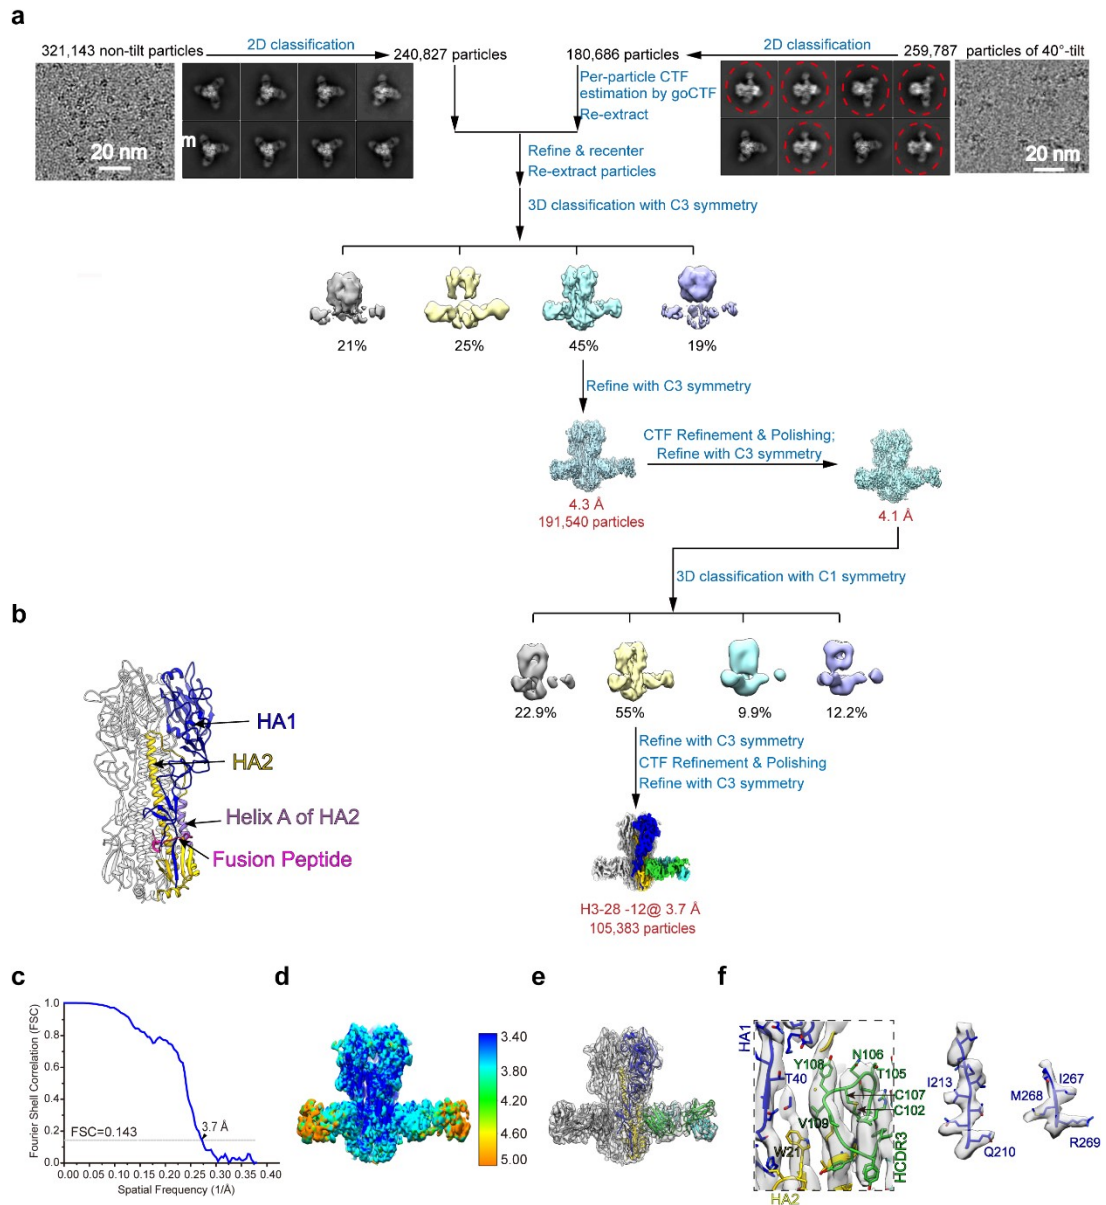 a
321,143 non-tilt particles
2D classification
240,827 particles
180,686 particles
2D classification
259,787 particles of 40°-tilt
Per-particle CTF
estimation by goCTF
Re-extract
m
20 nm
20 nm
Refine & recenter
Re-extract particles
3D classification with C3 symmetry
21%
25%
45%
19%
Refine with C3 symmetry
CTF Refinement & Polishing;
Refine with C3 symmetry
4.3 Å
191,540 particles
4.1 Å
3D classification with C1 symmetry
22.9%
55%
9.9%
12.2%
Refine with C3 symmetry
CTF Refinement & Polishing
Refine with C3 symmetry
H3-28 -12@ 3.7 Å
105,383 particles
b
HA1
HA2
Helix A of HA2
Fusion Peptide
c
Fourier Shell Correlation (FSC)
1.0
0.8
0.6
0.4
0.2
0.0
FSC=0.143
3.7 Å
0.00 0.05 0.10 0.15 0.20 0.25 0.30 0.35 0.40
Spatial Frequency (1/Å)
d
3.40
3.80
4.20
4.60
5.00
e
f
HA1
T40
Y108
N106
T105
C107
C102
V109
W21
HCDR3
HA2
I213
Q210
I267
M268
R269